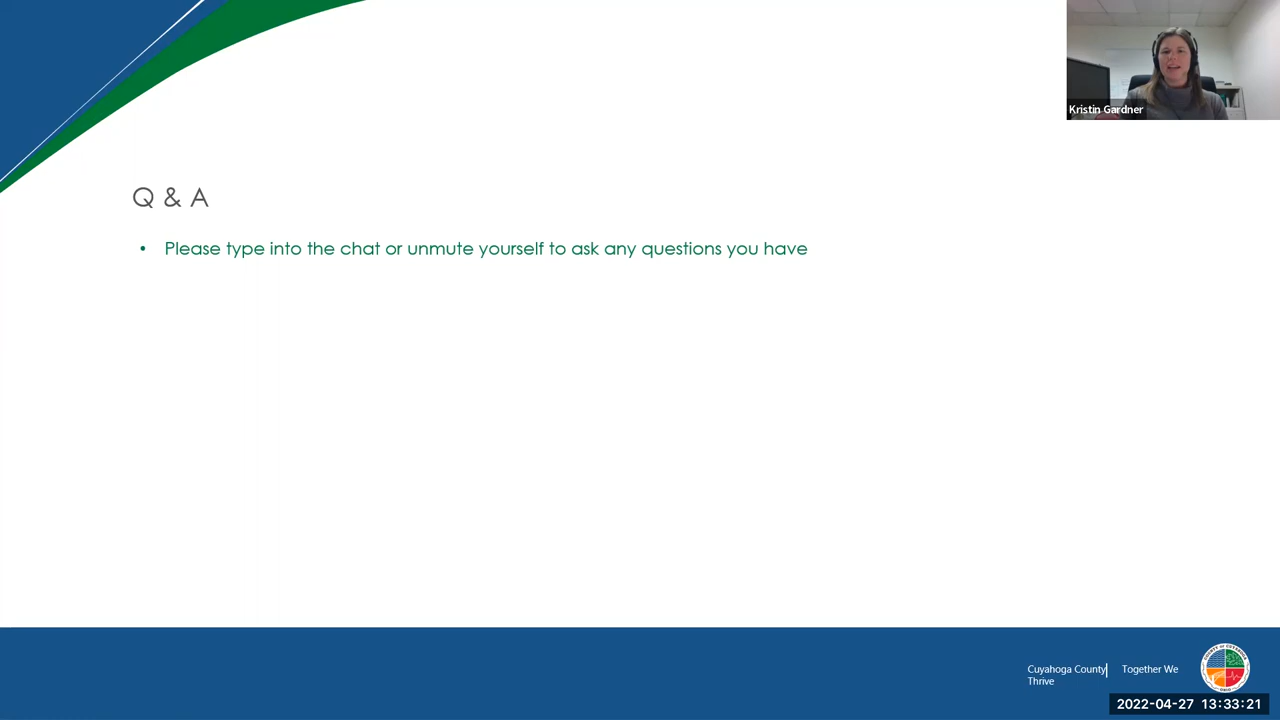 Kristin Gardner
Q & A
• Please type into the chat or unmute yourself to ask any questions you have
Cuyahoga County| Together We
Thrive
2022-04-27 13:33:21